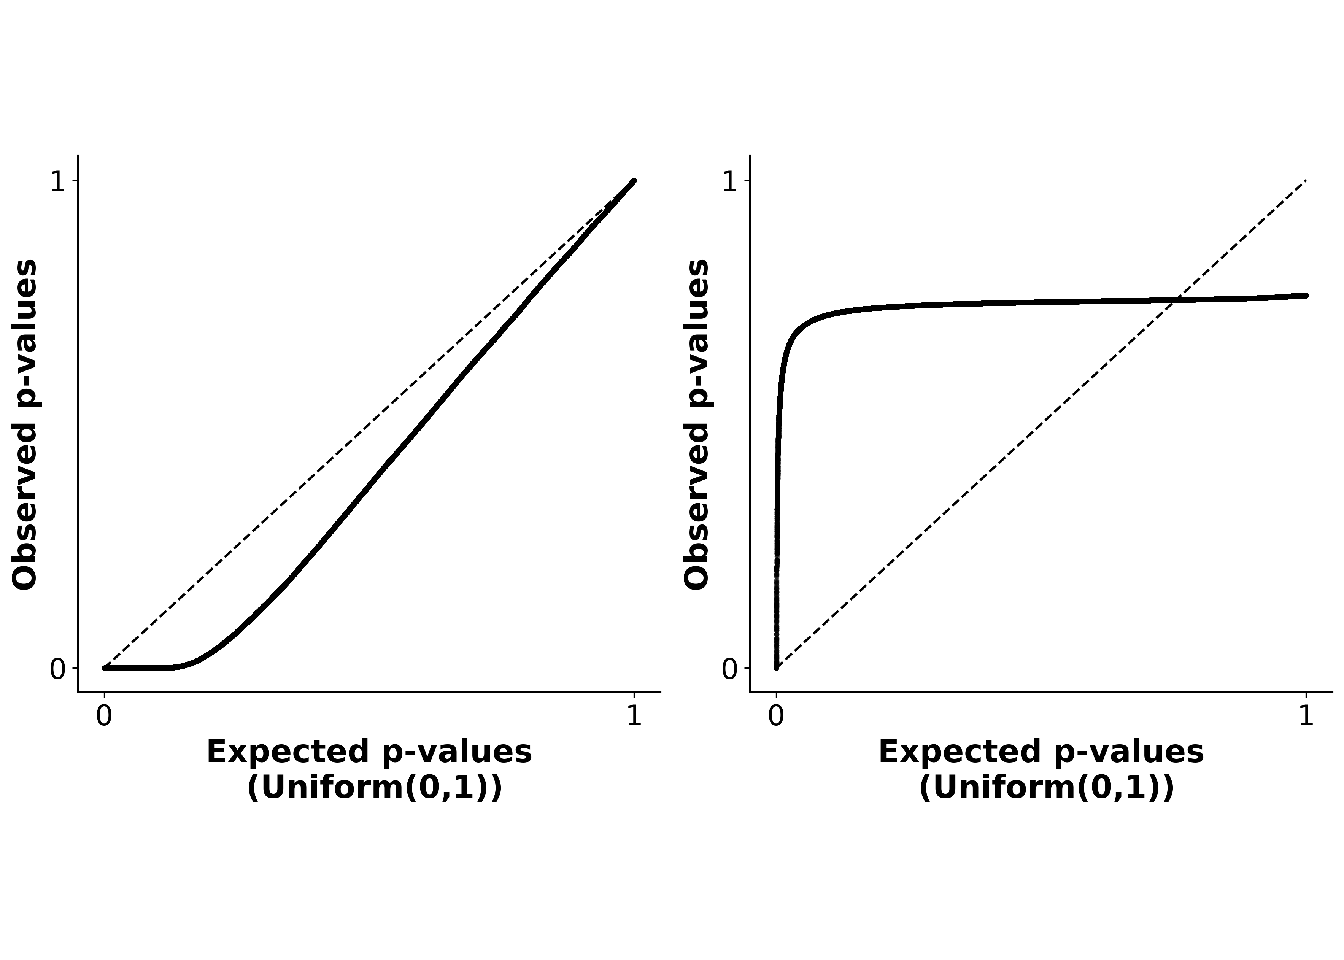 1
Observed p-values
0
0
1
Expected p-values
(Uniform(0,1))
1
Observed p-values
0
0
1
Expected p-values
(Uniform(0,1))